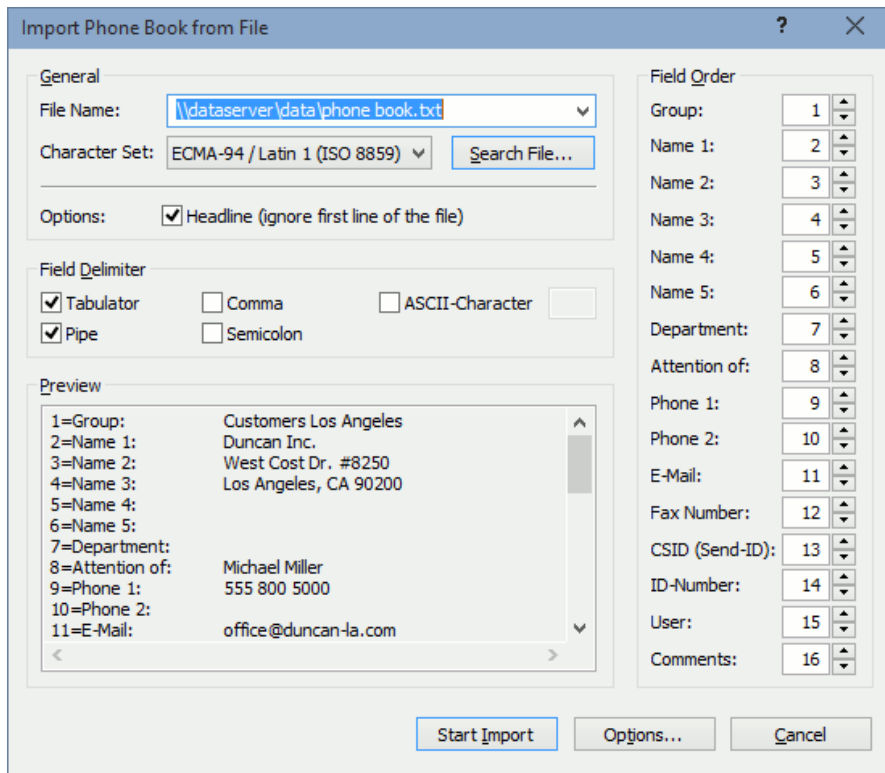 Import Phone Book from File
?
General
File Name: \\dataserver\data\phone book.txt
Character Set: ECMA-94 / Latin 1 (ISO 8859) Search File...
Options: Headline (ignore first line of the file)
Field Delimiter
Tabulator Comma ASCII-Character
Pipe Semicolon
Preview
1=Group: Customers Los Angeles
2=Name 1: Duncan Inc.
3=Name 2: West Cost Dr. #8250
4=Name 3: Los Angeles, CA 90200
5=Name 4:
6=Name 5:
7=Department:
8=Attention of: Michael Miller
9=Phone 1: 555 800 5000
10=Phone 2:
11=E-Mail: office@duncan-la.com
Field Order
Group: 1
Name 1: 2
Name 2: 3
Name 3: 4
Name 4: 5
Name 5: 6
Department: 7
Attention of: 8
Phone 1: 9
Phone 2: 10
E-Mail: 11
Fax Number: 12
CSID (Send-ID): 13
ID-Number: 14
User: 15
Comments: 16
Start Import Options... Cancel